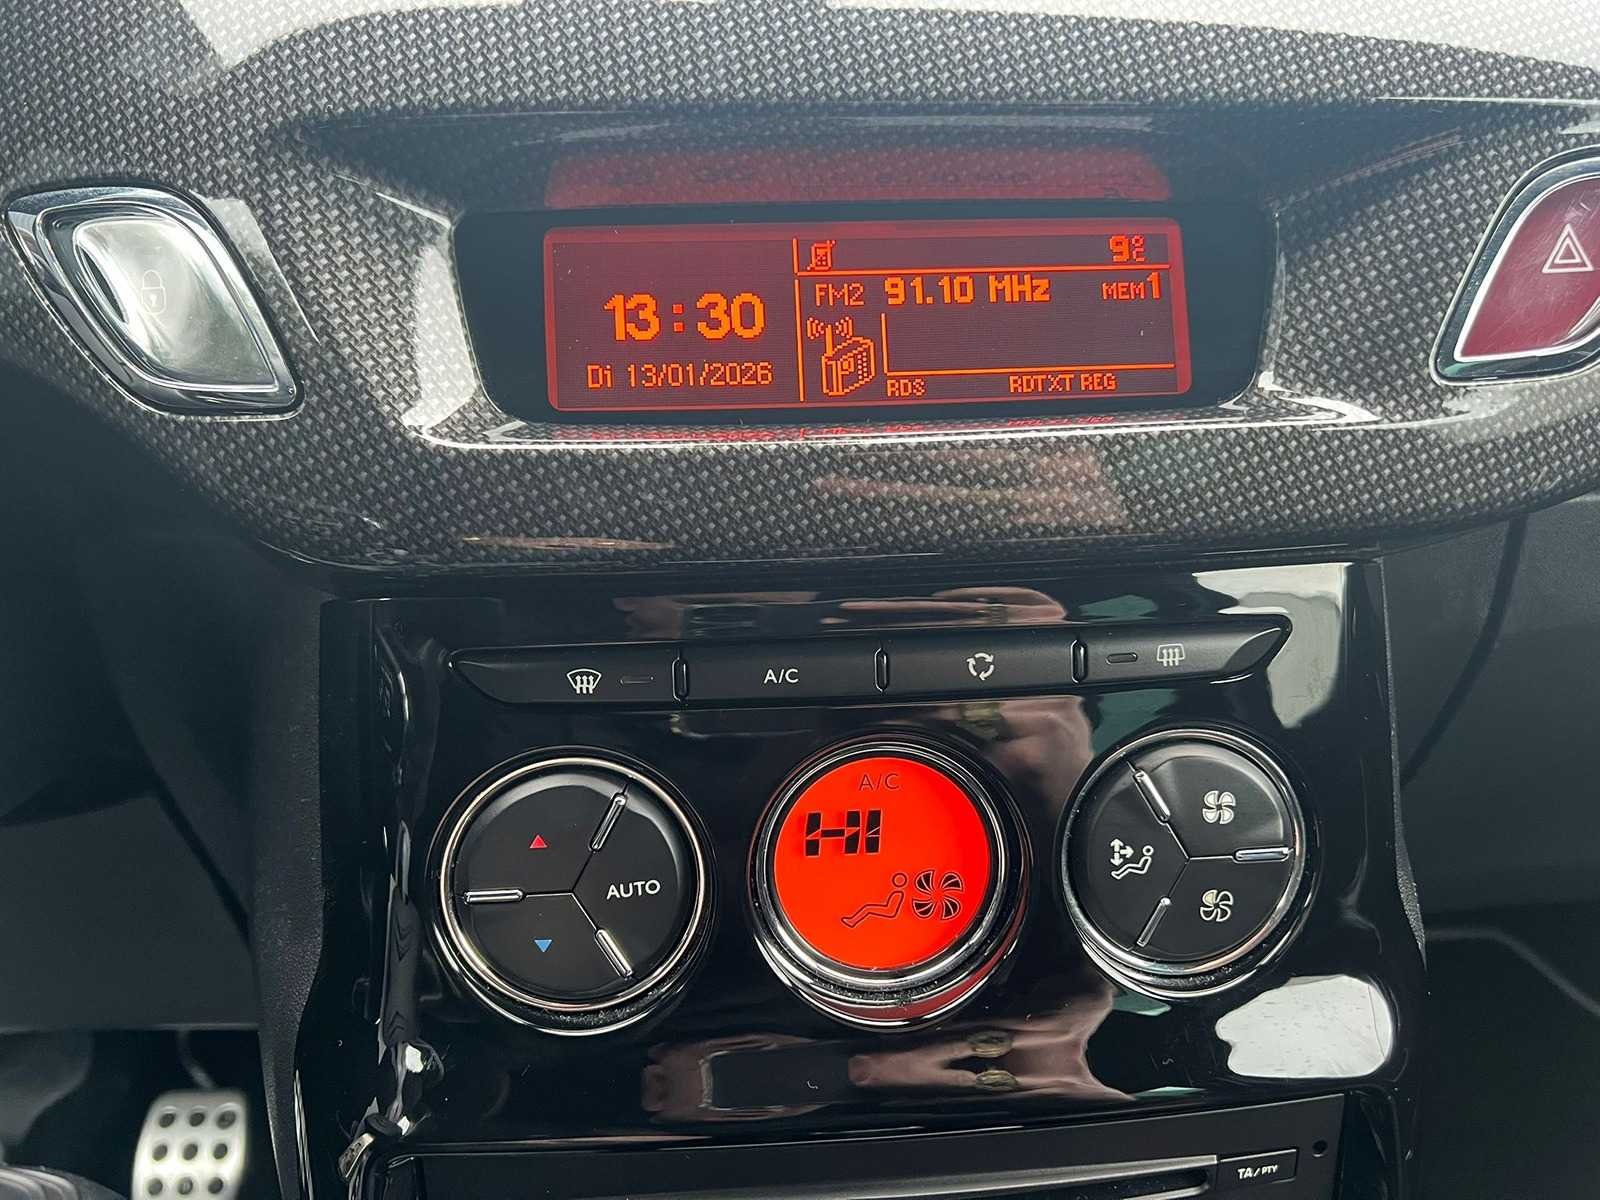 9°C
FM2 91.10 MHz MEM1
13:30
Di 13/01/2026
RDS RDTXT REG
A/C
A/C
HI
AUTO
TA/PTY